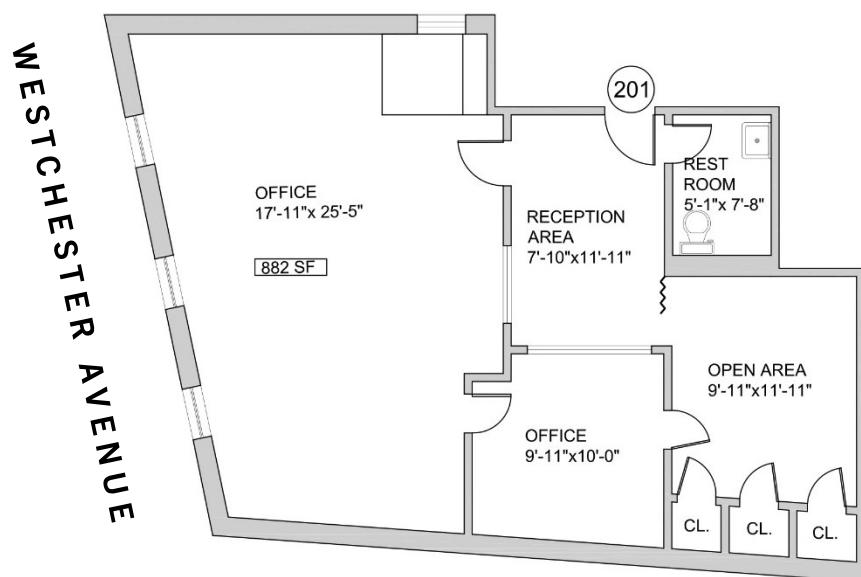 WESTCHESTER AVENUE
201
OFFICE
17'-11"x 25'-5"
882 SF
RECEPTION
AREA
7'-10"x11'-11"
REST
ROOM
5'-1"x 7'-8"
OPEN AREA
9'-11"x11'-11"
OFFICE
9'-11"x10'-0"
CL.
CL.
CL.